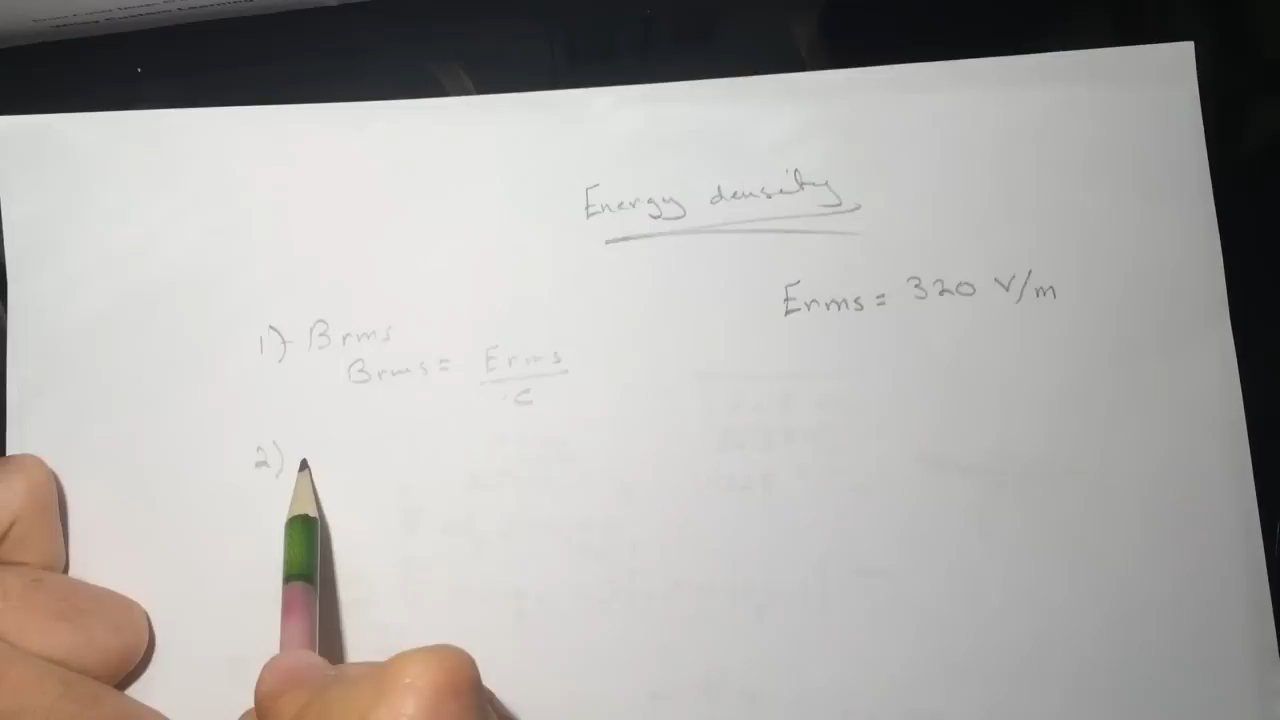 Energy density
Erms = 320 V/m
1) Brms
Brms = Erms / c
2)